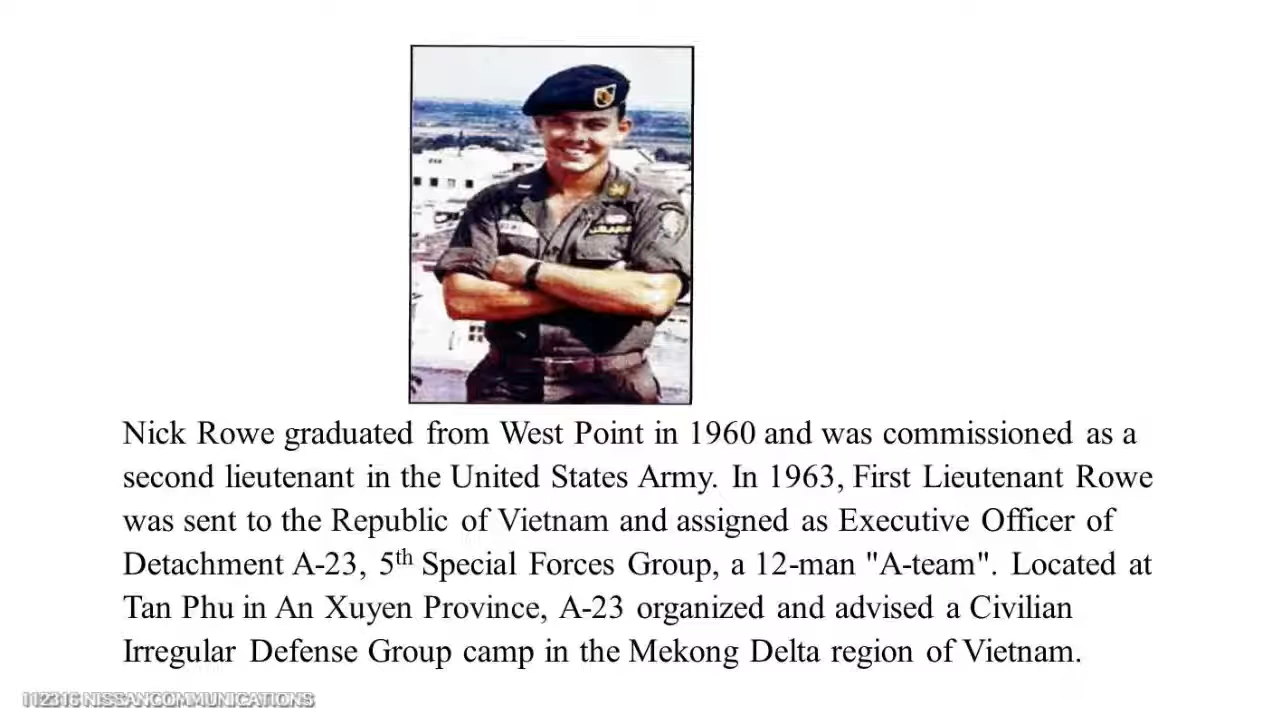 Nick Rowe graduated from West Point in 1960 and was commissioned as a
second lieutenant in the United States Army. In 1963, First Lieutenant Rowe
was sent to the Republic of Vietnam and assigned as Executive Officer of
Detachment A-23, 5th Special Forces Group, a 12-man "A-team". Located at
Tan Phu in An Xuyen Province, A-23 organized and advised a Civilian
Irregular Defense Group camp in the Mekong Delta region of Vietnam.
112316 NISSANCOMMUNICATIONS